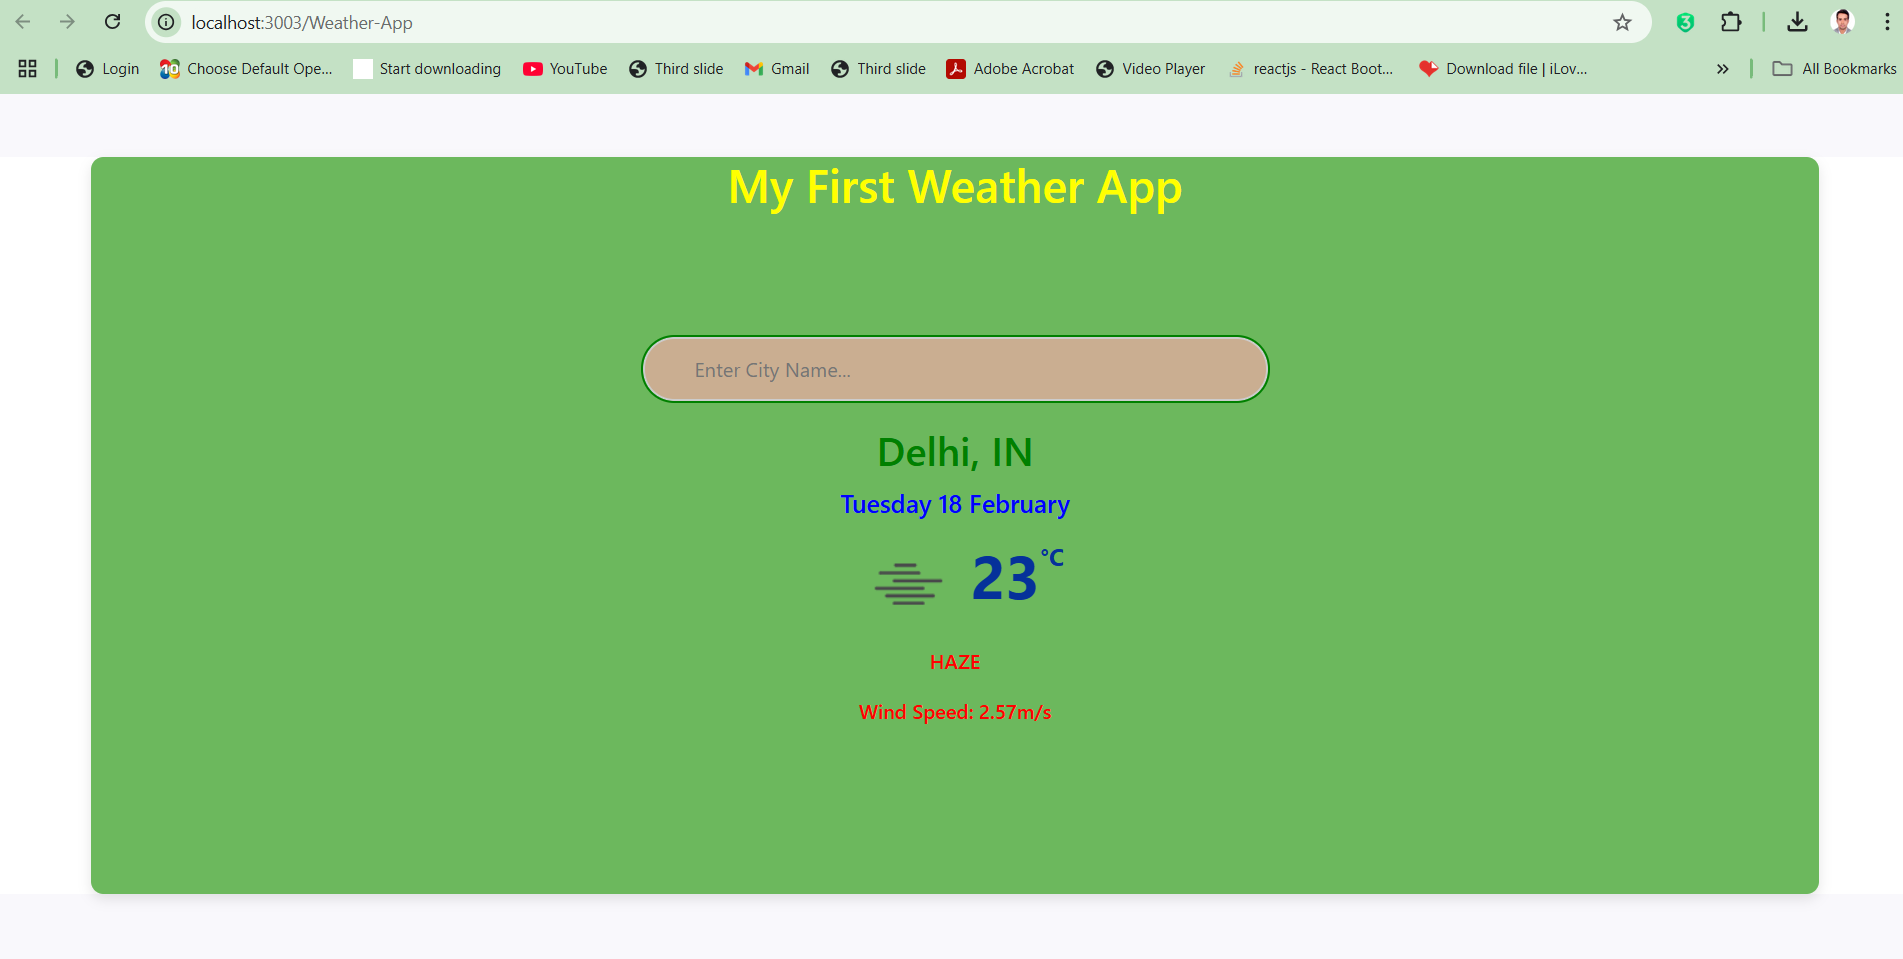 localhost:3003/Weather-App
Login Choose Default Ope... Start downloading YouTube Third slide Gmail Third slide Adobe Acrobat Video Player reactjs - React Boot... Download file | iLov... » All Bookmarks
My First Weather App
Enter City Name...
Delhi, IN
Tuesday 18 February
23°C
HAZE
Wind Speed: 2.57m/s